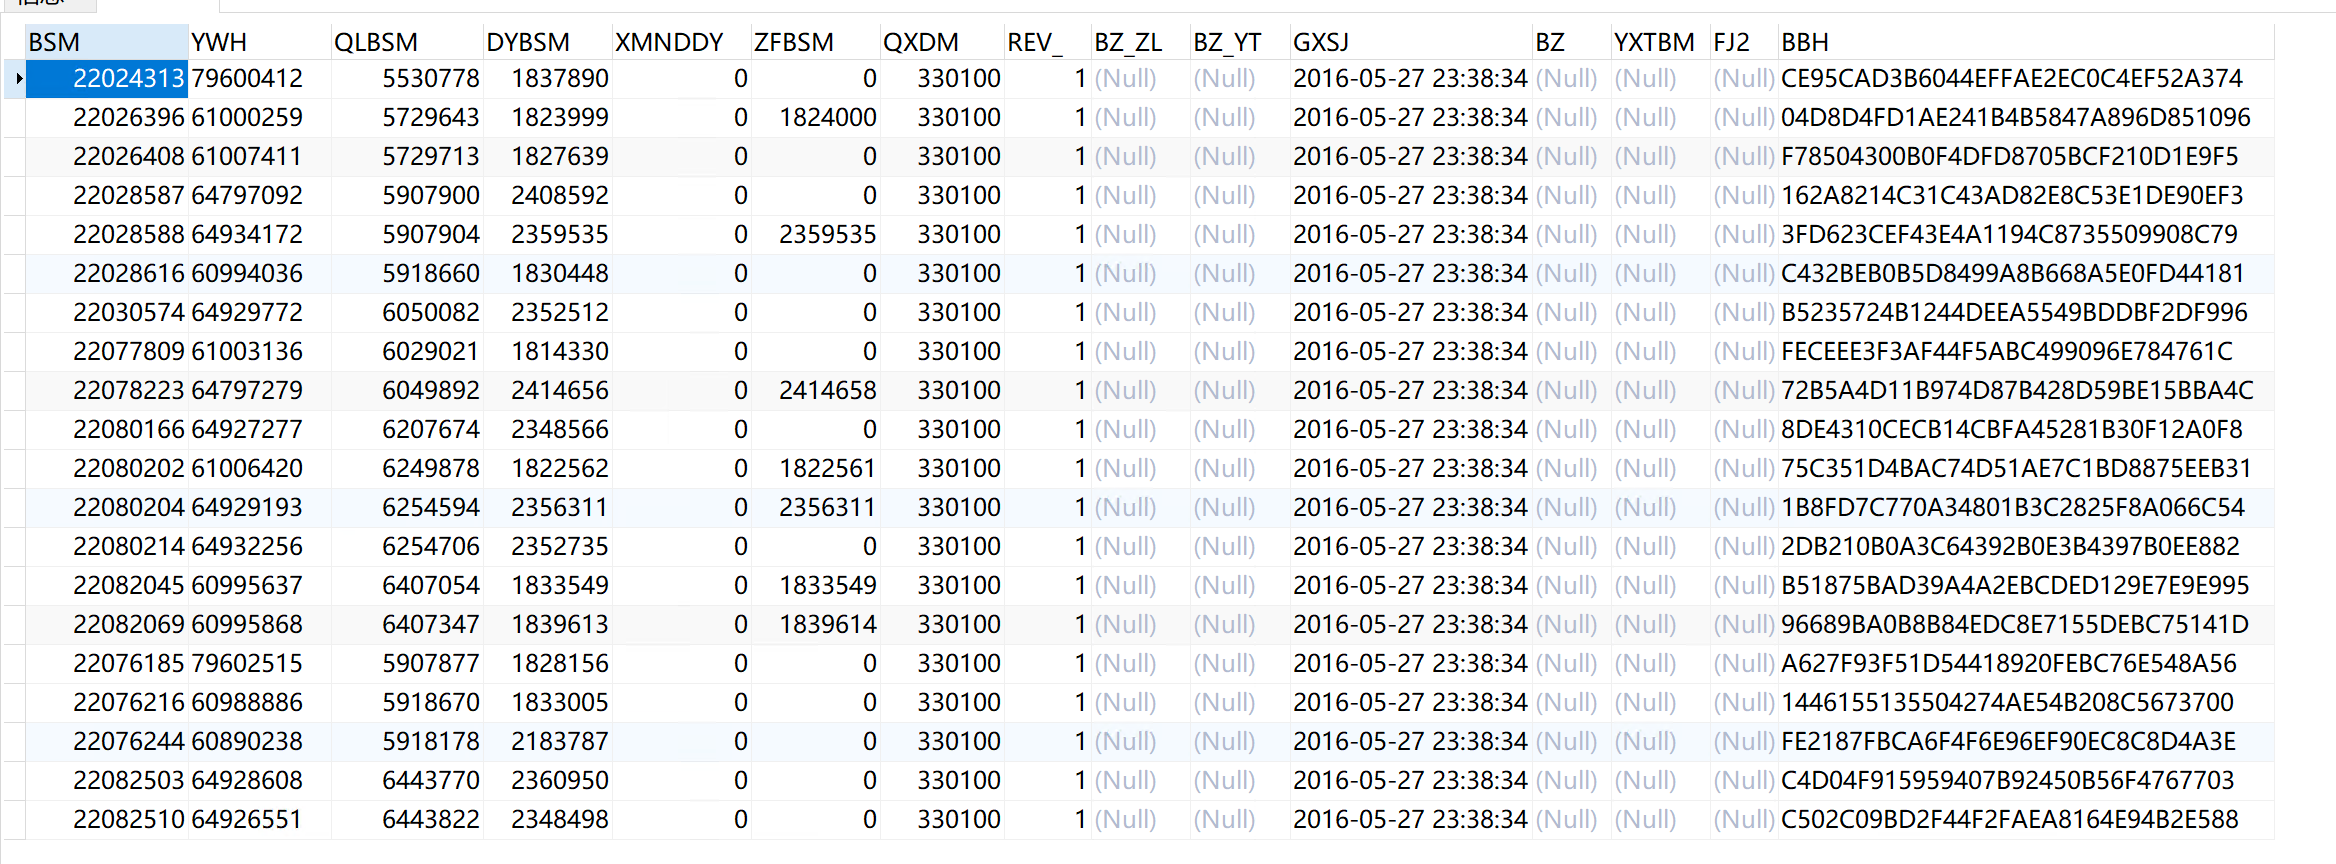 信息
BSM YWH QLBSM DYBSM XMNDDY ZFBSM QXDM REV_ BZ_ZL BZ_YT GXSJ BZ YXTBM FJ2 BBH
22024313 79600412 5530778 1837890 0 0 330100 1 (Null) (Null) 2016-05-27 23:38:34 (Null) (Null) (Null) CE95CAD3B6044EFFAE2EC0C4EF52A374
22026396 61000259 5729643 1823999 0 1824000 330100 1 (Null) (Null) 2016-05-27 23:38:34 (Null) (Null) (Null) 04D8D4FD1AE241B4B5847A896D851096
22026408 61007411 5729713 1827639 0 0 330100 1 (Null) (Null) 2016-05-27 23:38:34 (Null) (Null) (Null) F78504300B0F4DFD8705BCF210D1E9F5
22028587 64797092 5907900 2408592 0 0 330100 1 (Null) (Null) 2016-05-27 23:38:34 (Null) (Null) (Null) 162A8214C31C43AD82E8C53E1DE90EF3
22028588 64934172 5907904 2359535 0 2359535 330100 1 (Null) (Null) 2016-05-27 23:38:34 (Null) (Null) (Null) 3FD623CEF43E4A1194C8735509908C79
22028616 60994036 5918660 1830448 0 0 330100 1 (Null) (Null) 2016-05-27 23:38:34 (Null) (Null) (Null) C432BEB0B5D8499A8B668A5E0FD44181
22030574 64929772 6050082 2352512 0 0 330100 1 (Null) (Null) 2016-05-27 23:38:34 (Null) (Null) (Null) B5235724B1244DEEA5549BDDBF2DF996
22077809 61003136 6029021 1814330 0 0 330100 1 (Null) (Null) 2016-05-27 23:38:34 (Null) (Null) (Null) FECEEE3F3AF44F5ABC499096E784761C
22078223 64797279 6049892 2414656 0 2414658 330100 1 (Null) (Null) 2016-05-27 23:38:34 (Null) (Null) (Null) 72B5A4D11B974D87B428D59BE15BBA4C
22080166 64927277 6207674 2348566 0 0 330100 1 (Null) (Null) 2016-05-27 23:38:34 (Null) (Null) (Null) 8DE4310CECB14CBFA45281B30F12A0F8
22080202 61006420 6249878 1822562 0 1822561 330100 1 (Null) (Null) 2016-05-27 23:38:34 (Null) (Null) (Null) 75C351D4BAC74D51AE7C1BD8875EEB31
22080204 64929193 6254594 2356311 0 2356311 330100 1 (Null) (Null) 2016-05-27 23:38:34 (Null) (Null) (Null) 1B8FD7C770A34801B3C2825F8A066C54
22080214 64932256 6254706 2352735 0 0 330100 1 (Null) (Null) 2016-05-27 23:38:34 (Null) (Null) (Null) 2DB210B0A3C64392B0E3B4397B0EE882
22082045 60995637 6407054 1833549 0 1833549 330100 1 (Null) (Null) 2016-05-27 23:38:34 (Null) (Null) (Null) B51875BAD39A4A2EBCDED129E7E9E995
22082069 60995868 6407347 1839613 0 1839614 330100 1 (Null) (Null) 2016-05-27 23:38:34 (Null) (Null) (Null) 96689BA0B8B84EDC8E7155DEBC75141D
22076185 79602515 5907877 1828156 0 0 330100 1 (Null) (Null) 2016-05-27 23:38:34 (Null) (Null) (Null) A627F93F51D54418920FEBC76E548A56
22076216 60988886 5918670 1833005 0 0 330100 1 (Null) (Null) 2016-05-27 23:38:34 (Null) (Null) (Null) 1446155135504274AE54B208C5673700
22076244 60890238 5918178 2183787 0 0 330100 1 (Null) (Null) 2016-05-27 23:38:34 (Null) (Null) (Null) FE2187FBCA6F4F6E96EF90EC8C8D4A3E
22082503 64928608 6443770 2360950 0 0 330100 1 (Null) (Null) 2016-05-27 23:38:34 (Null) (Null) (Null) C4D04F915959407B92450B56F4767703
22082510 64926551 6443822 2348498 0 0 330100 1 (Null) (Null) 2016-05-27 23:38:34 (Null) (Null) (Null) C502C09BD2F44F2FAEA8164E94B2E588